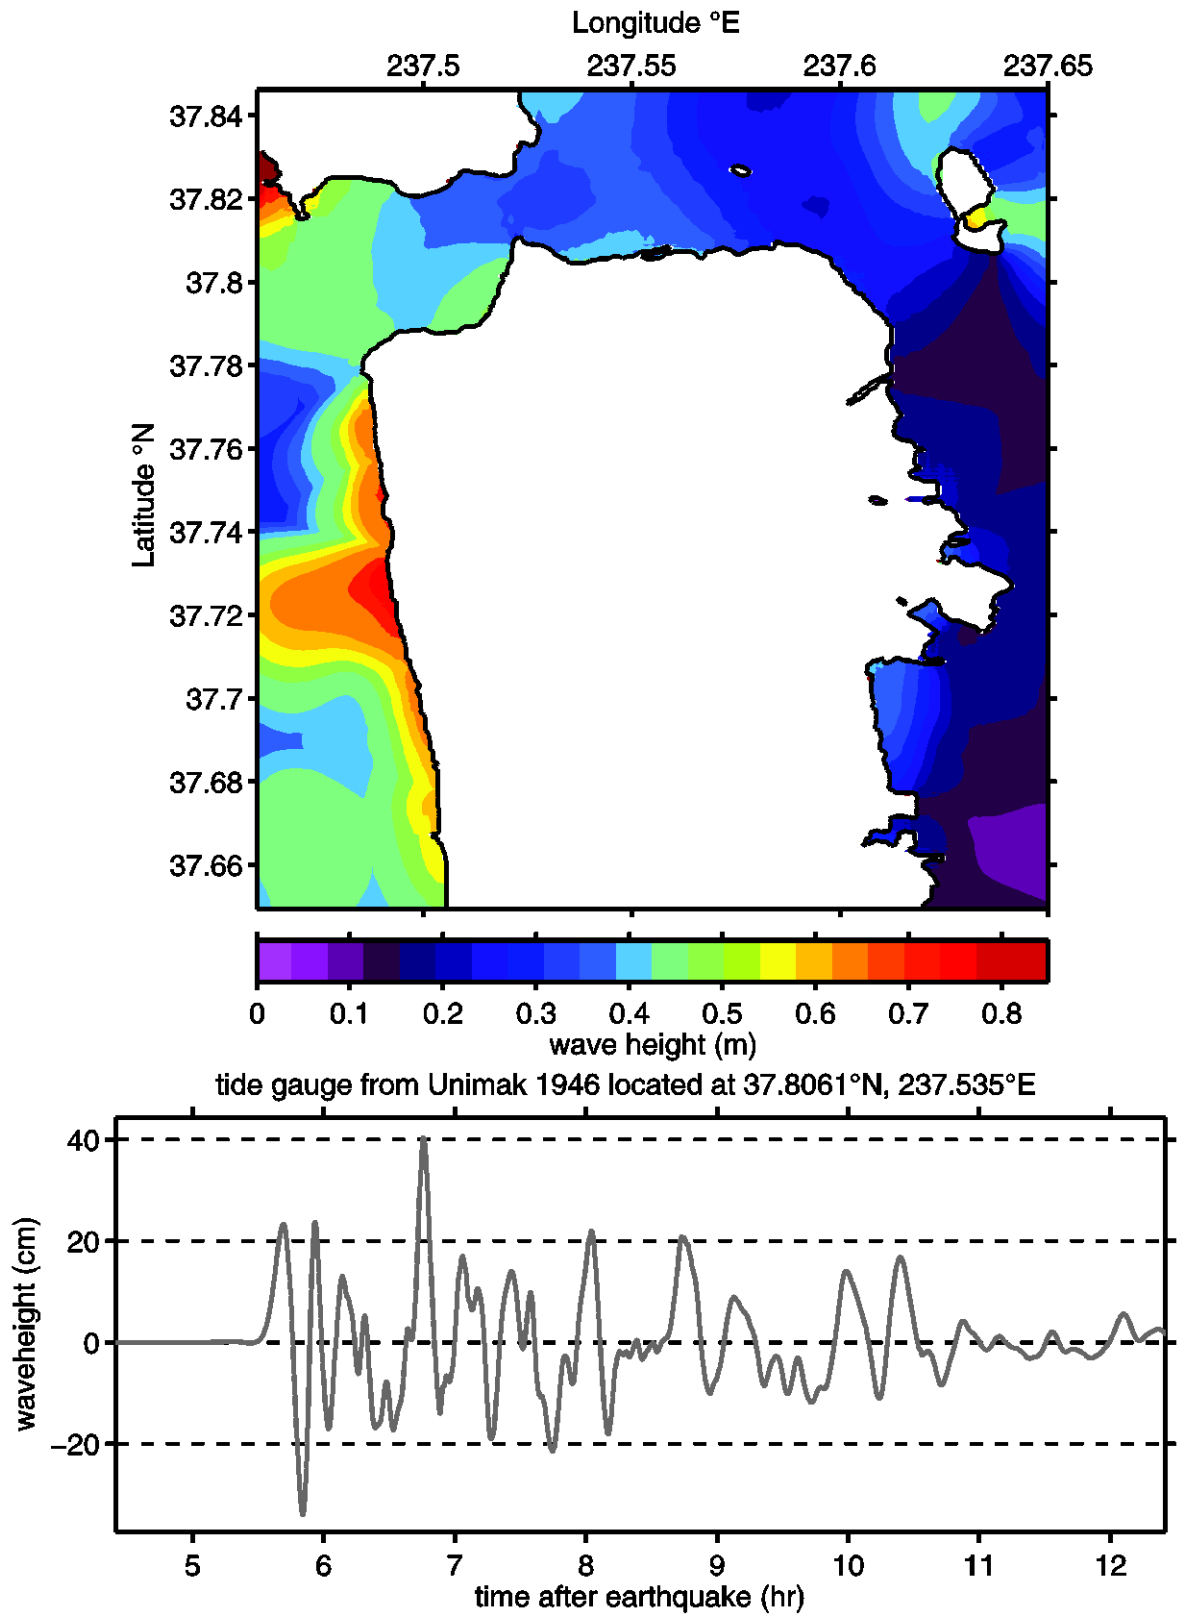 Longitude °E
237.5 237.55 237.6 237.65
37.84
37.82
37.8
37.78
37.76
37.74
37.72
37.7
37.68
37.66
Latitude °N
0 0.1 0.2 0.3 0.4 0.5 0.6 0.7 0.8
wave height (m)
tide gauge from Unimak 1946 located at 37.8061°N, 237.535°E
40
20
0
−20
waveheight (cm)
5 6 7 8 9 10 11 12
time after earthquake (hr)